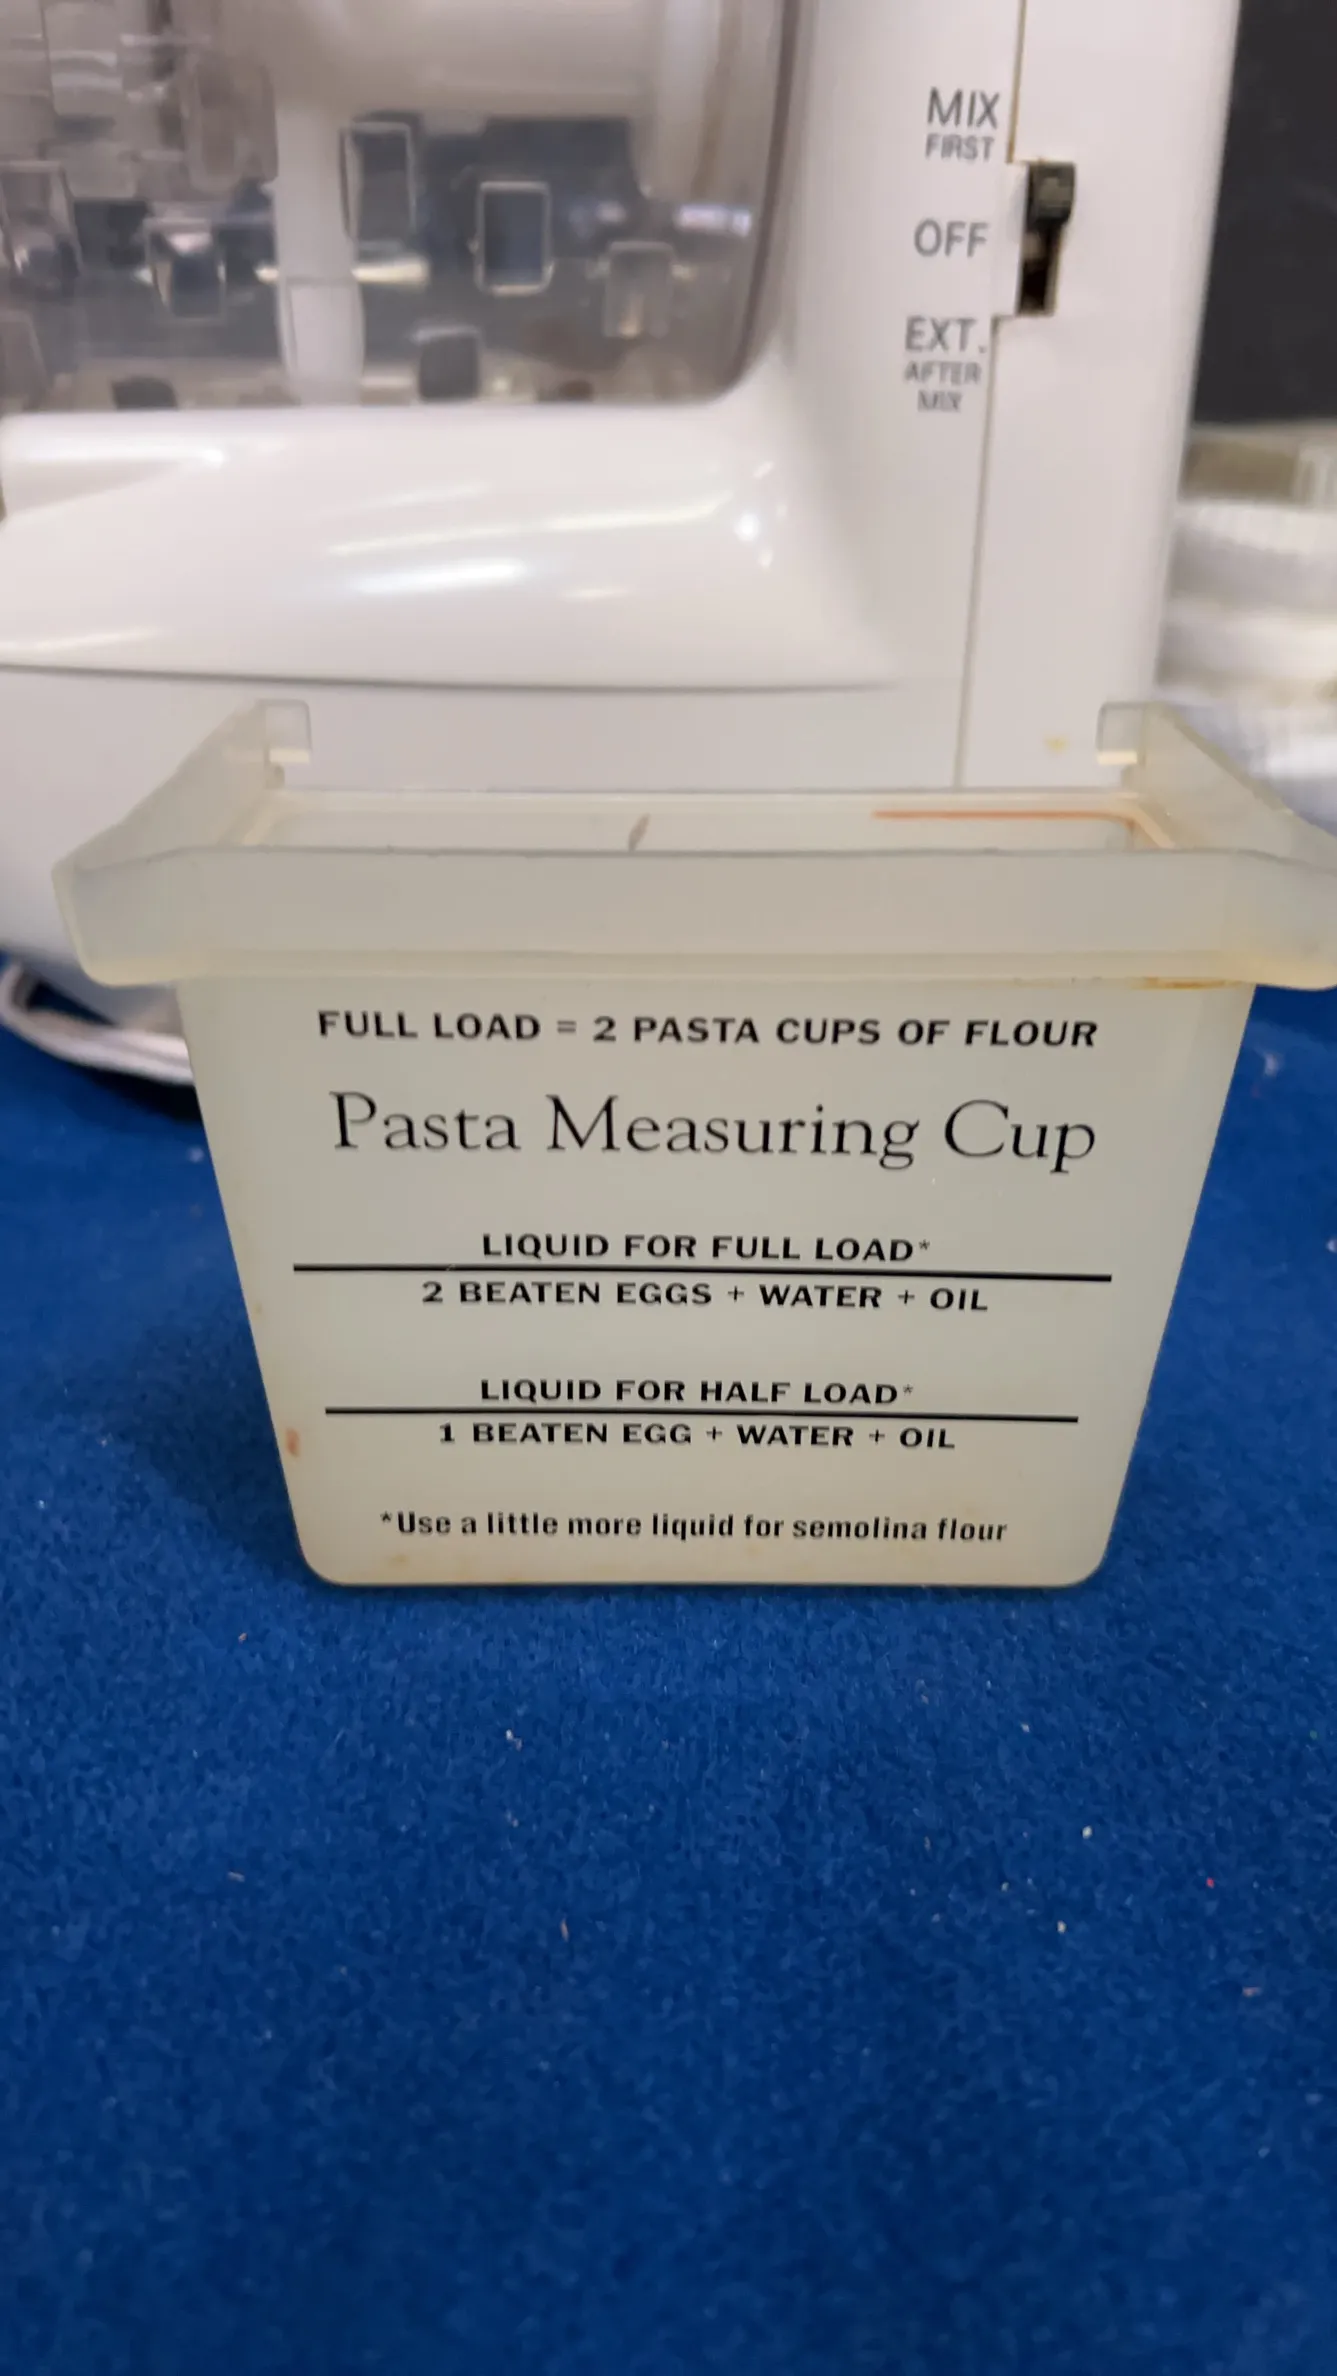 MIX
FIRST
OFF
EXT.
AFTER
MIX
FULL LOAD = 2 PASTA CUPS OF FLOUR
Pasta Measuring Cup
LIQUID FOR FULL LOAD*
2 BEATEN EGGS + WATER + OIL
LIQUID FOR HALF LOAD*
1 BEATEN EGG + WATER + OIL
*Use a little more liquid for semolina flour